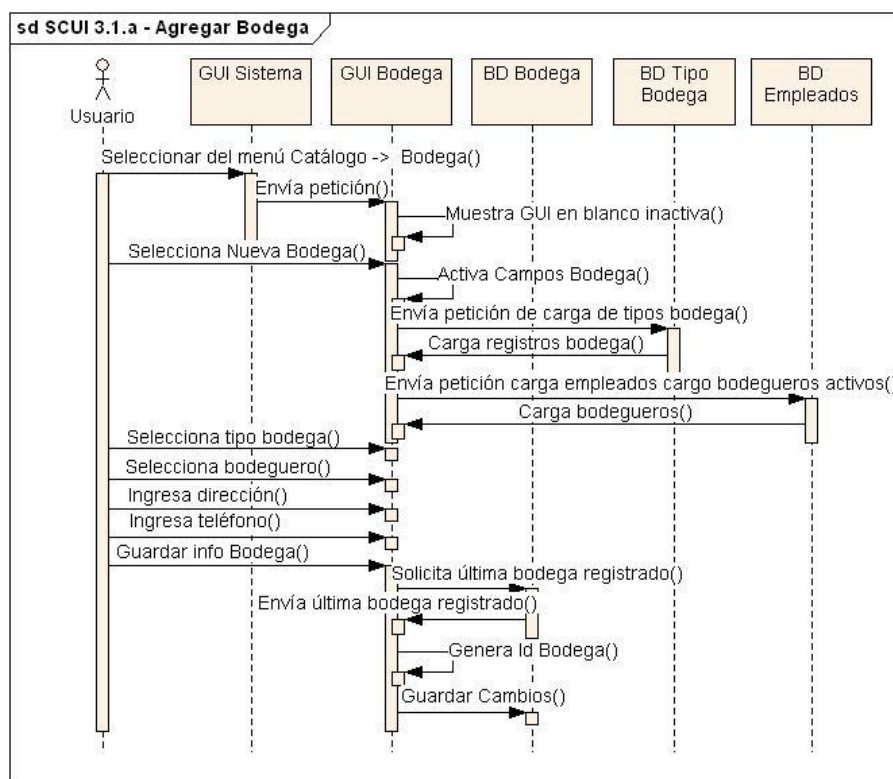 sd SCUI 3.1.a - Agregar Bodega
Usuario
GUI Sistema
GUI Bodega
BD Bodega
BD Tipo
Bodega
BD
Empleados
Seleccionar del menú Catálogo -> Bodega()
Envía petición()
Muestra GUI en blanco inactiva()
Selecciona Nueva Bodega()
Activa Campos Bodega()
Envía petición de carga de tipos bodega()
Carga registros bodega()
Envía petición carga empleados cargo bodegueros activos()
Carga bodegueros()
Selecciona tipo bodega()
Selecciona bodeguero()
Ingresa dirección()
Ingresa teléfono()
Guardar info Bodega()
Solicita última bodega registrado()
Envía última bodega registrado()
Genera Id Bodega()
Guardar Cambios()